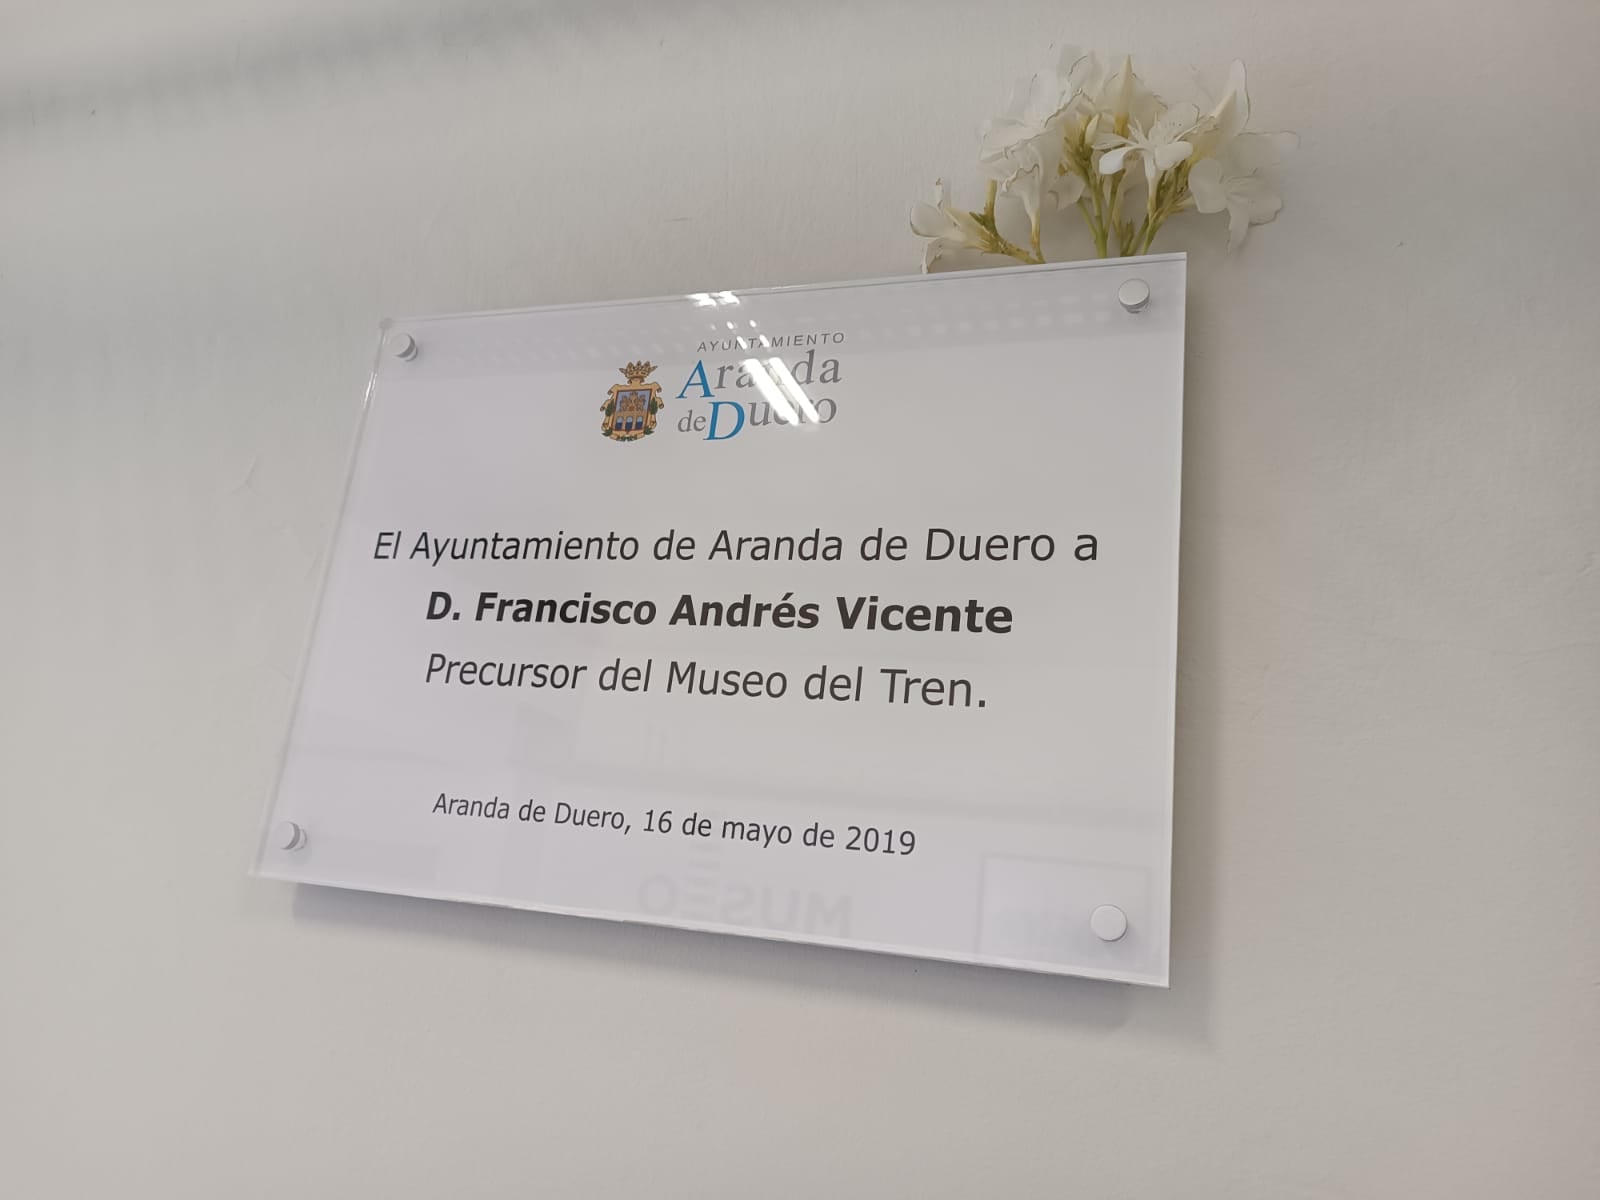 AYUNTAMIENTO
Aranda
de Duero
El Ayuntamiento de Aranda de Duero a
D. Francisco Andrés Vicente
Precursor del Museo del Tren.
Aranda de Duero, 16 de mayo de 2019
MUSEO